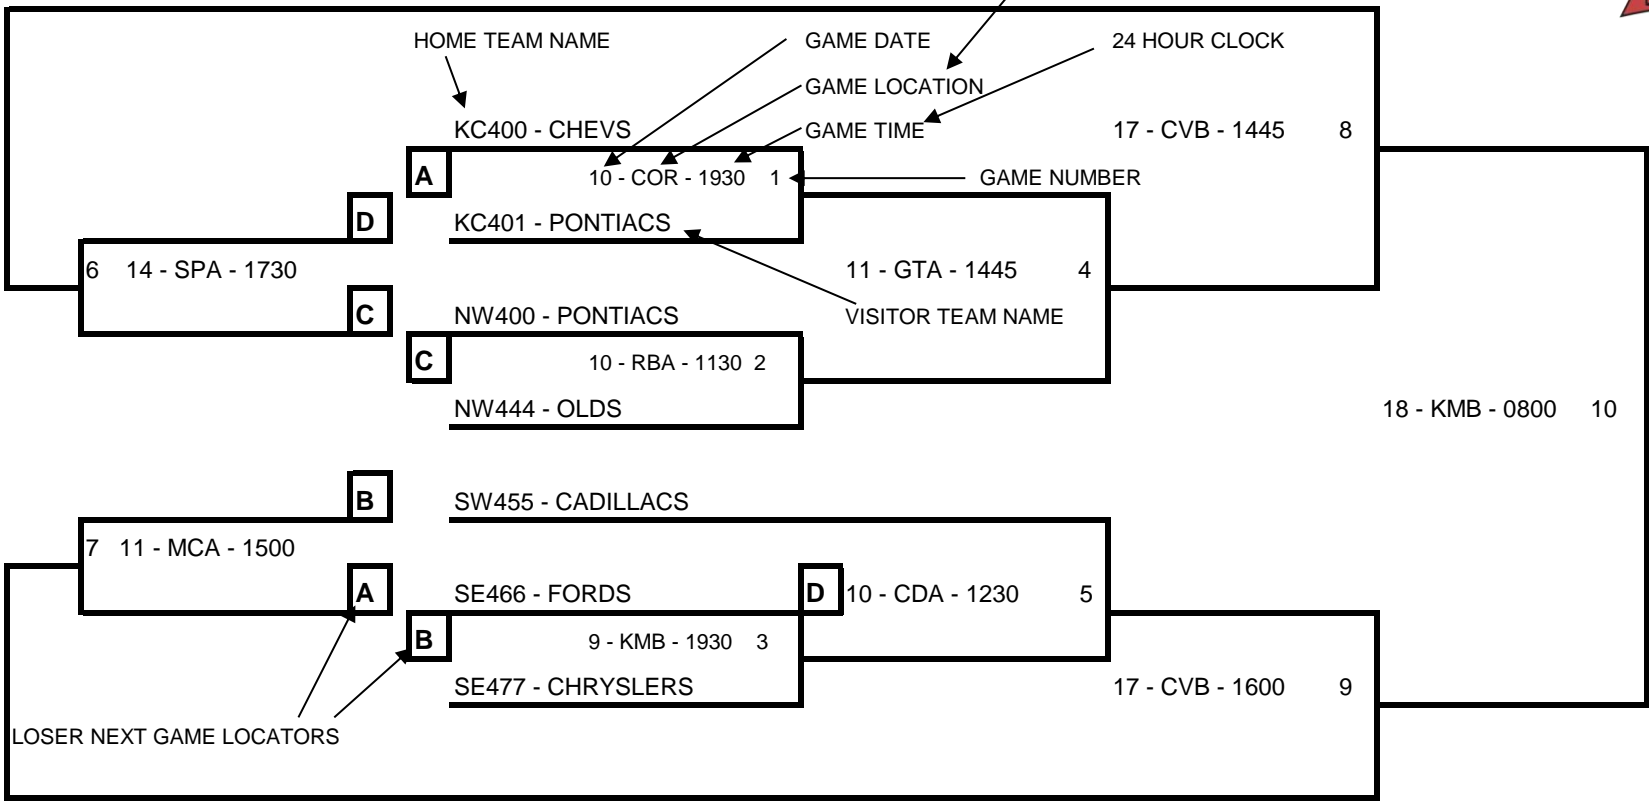 HOME TEAM NAME
GAME DATE
24 HOUR CLOCK
GAME LOCATION
KC400 - CHEVS
GAME TIME
17 - CVB - 1445 8
A
10 - COR - 1930 1
GAME NUMBER
D
KC401 - PONTIACS
6 14 - SPA - 1730
11 - GTA - 1445 4
C
NW400 - PONTIACS
VISITOR TEAM NAME
C
10 - RBA - 1130 2
NW444 - OLDS
18 - KMB - 0800 10
B
SW455 - CADILLACS
7 11 - MCA - 1500
A
SE466 - FORDS
D
10 - CDA - 1230 5
B
9 - KMB - 1930 3
SE477 - CHRYSLERS
17 - CVB - 1600 9
LOSER NEXT GAME LOCATORS